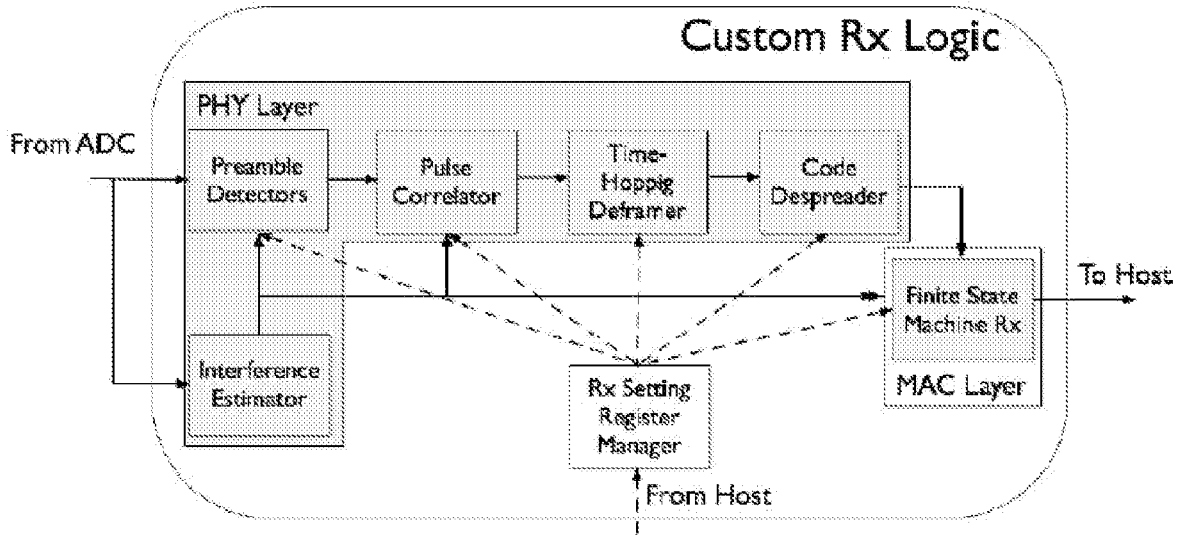 Custom Rx Logic
PHY Layer
From ADC
Preamble
Detectors
Pulse
Correlator
Time-
Hoppig
Deframer
Code
Despreader
To Host
Finite State
Machine Rx
MAC Layer
Interference
Estimator
Rx Setting
Register
Manager
From Host